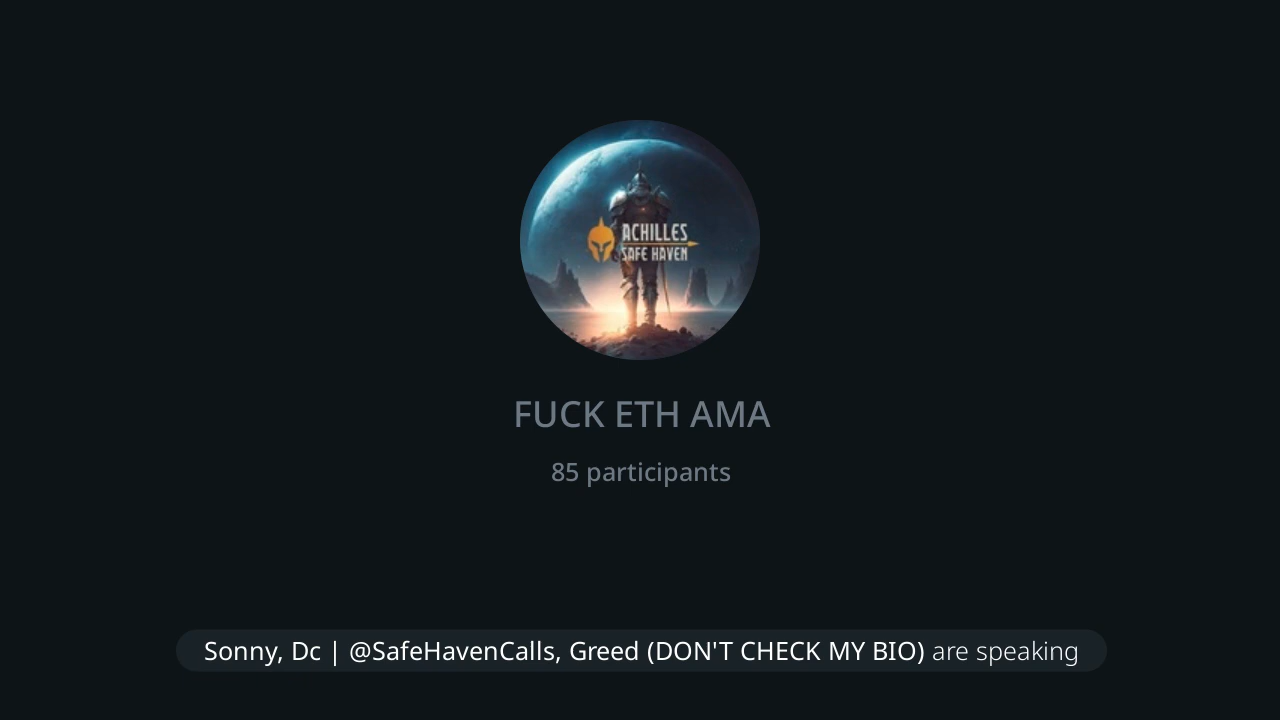 ACHILLES
SAFE HAVEN
FUCK ETH AMA
85 participants
Sonny, Dc | @SafeHavenCalls, Greed (DON'T CHECK MY BIO) are speaking